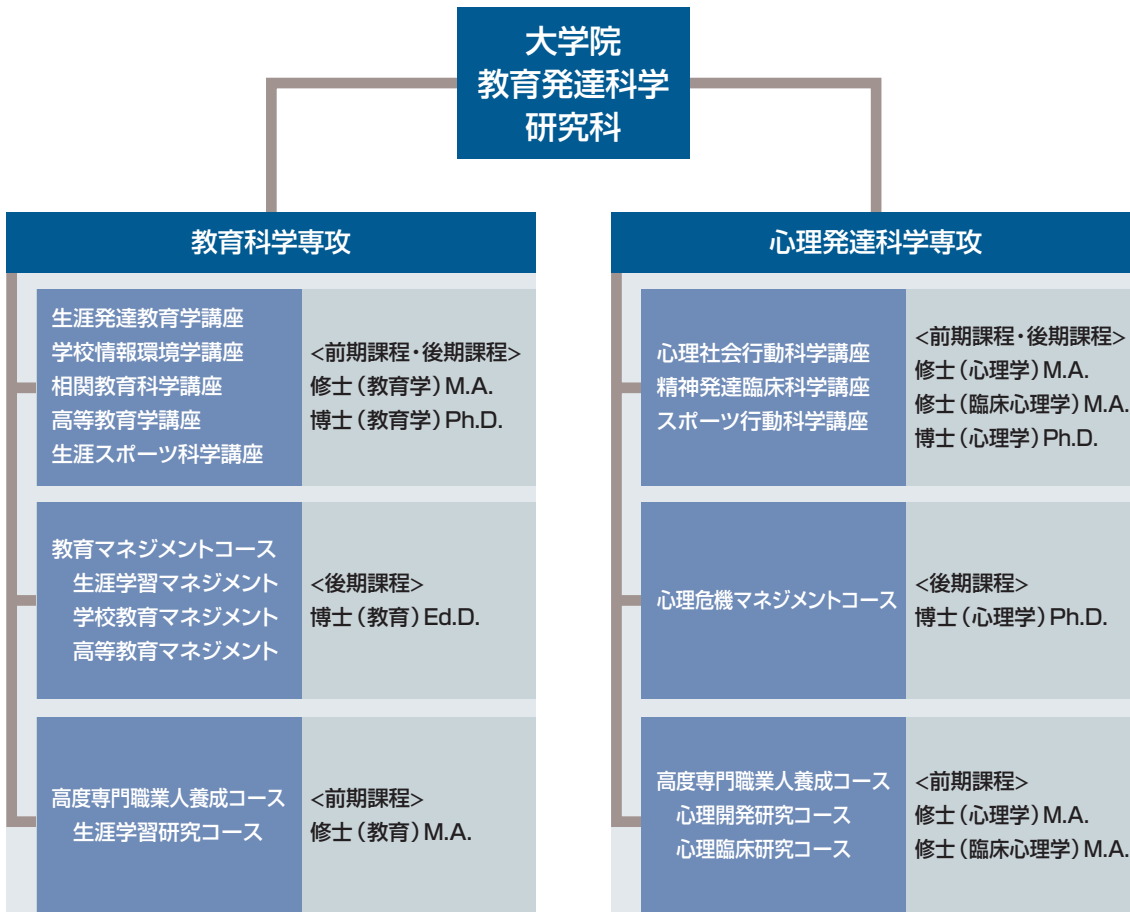 大学院
教育発達科学
研究科
教育科学専攻
生涯発達教育学講座
学校情報環境学講座
相関教育科学講座
高等教育学講座
生涯スポーツ科学講座
<前期課程・後期課程>
修士(教育学)M.A.
博士(教育学)Ph.D.
教育マネジメントコース
生涯学習マネジメント
学校教育マネジメント
高等教育マネジメント
<後期課程>
博士(教育)Ed.D.
高度専門職業人養成コース
生涯学習研究コース
<前期課程>
修士(教育)M.A.
心理発達科学専攻
心理社会行動科学講座
精神発達臨床科学講座
スポーツ行動科学講座
<前期課程・後期課程>
修士(心理学)M.A.
修士(臨床心理学)M.A.
博士(心理学)Ph.D.
心理危機マネジメントコース
<後期課程>
博士(心理学)Ph.D.
高度専門職業人養成コース
心理開発研究コース
心理臨床研究コース
<前期課程>
修士(心理学)M.A.
修士(臨床心理学)M.A.